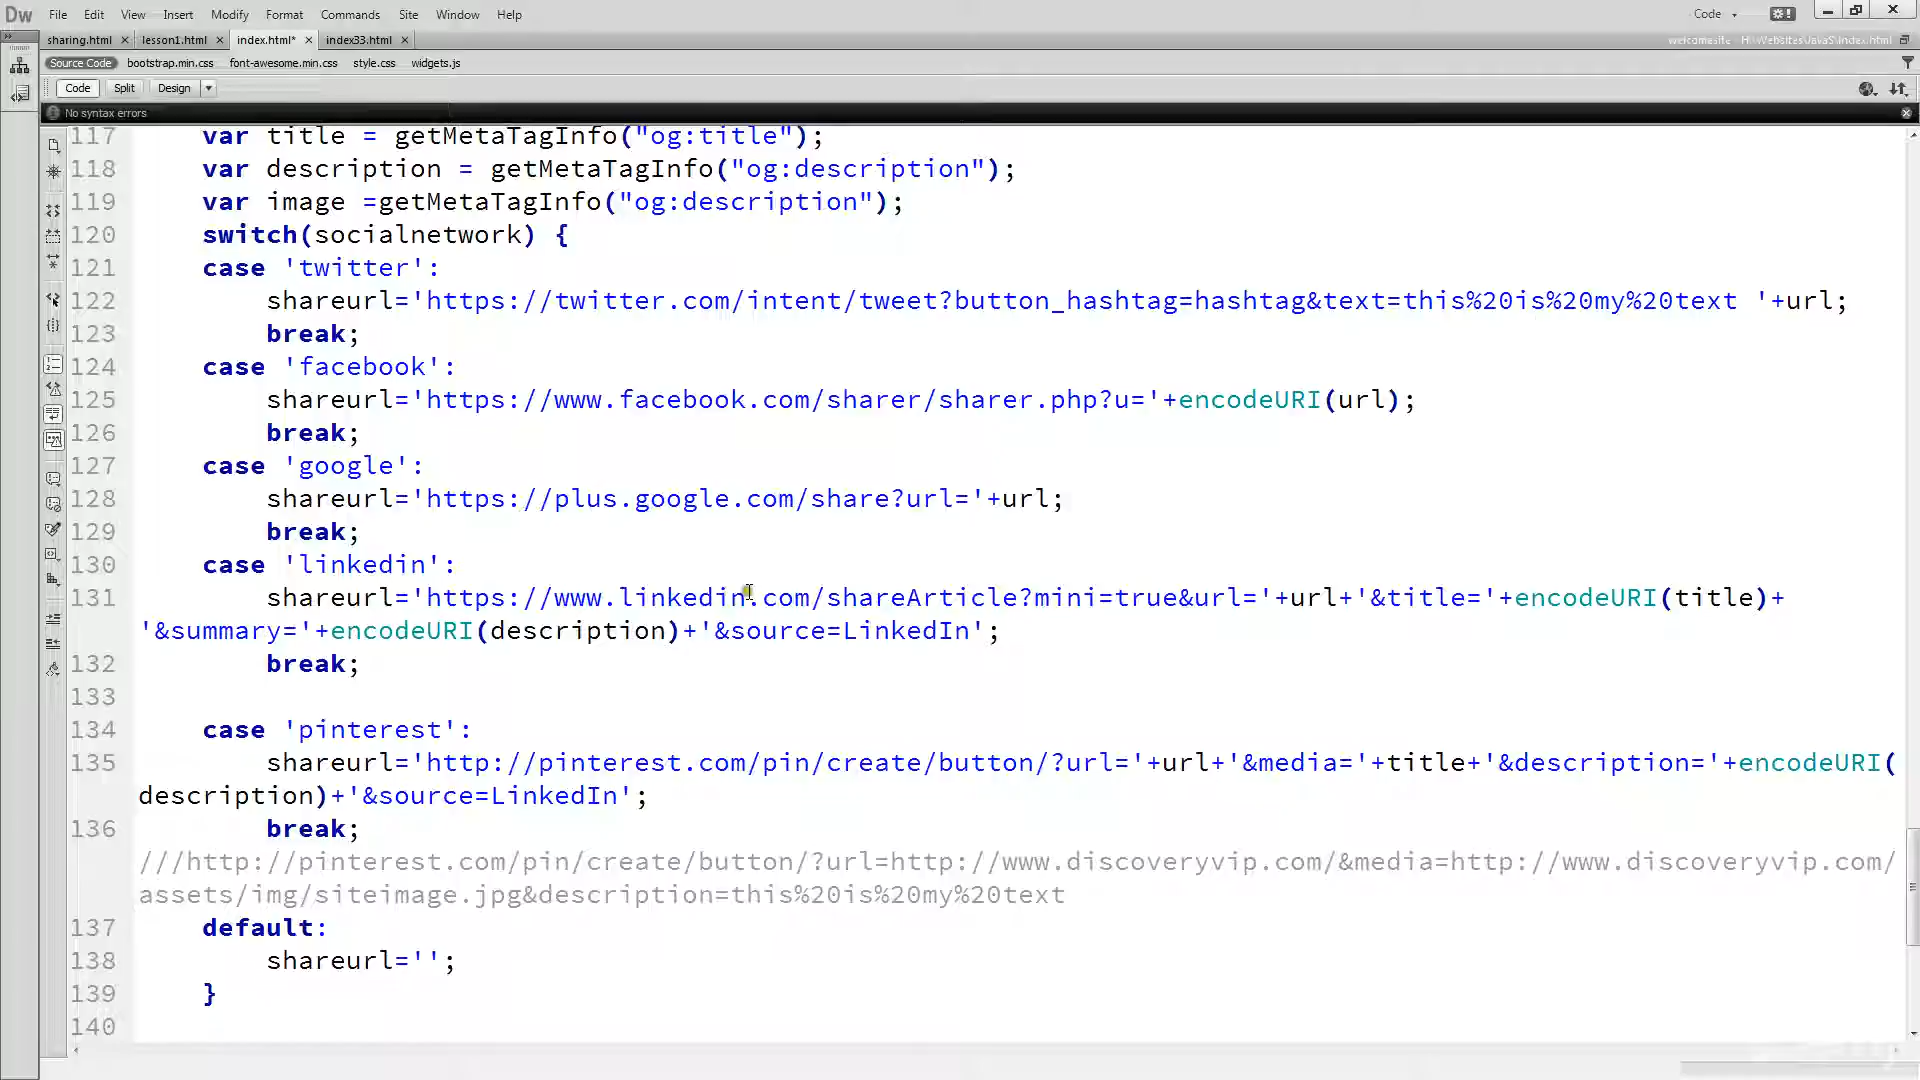 Dw File Edit View Insert Modify Format Commands Site Window Help Code
sharing.html lesson1.html index.html* index33.html
Source Code bootstrap.min.css font-awesome.min.css style.css widgets.js
Code Split Design
No syntax errors
117 var title = getMetaTagInfo("og:title");
118 var description = getMetaTagInfo("og:description");
119 var image =getMetaTagInfo("og:description");
120 switch(socialnetwork) {
121 case 'twitter':
122 shareurl='https://twitter.com/intent/tweet?button_hashtag=hashtag&text=this%20is%20my%20text '+url;
123 break;
124 case 'facebook':
125 shareurl='https://www.facebook.com/sharer/sharer.php?u='+encodeURI(url);
126 break;
127 case 'google':
128 shareurl='https://plus.google.com/share?url='+url;
129 break;
130 case 'linkedin':
131 shareurl='https://www.linkedin.com/shareArticle?mini=true&url='+url+'&title='+encodeURI(title)+
'&summary='+encodeURI(description)+'&source=LinkedIn';
132 break;
133
134 case 'pinterest':
135 shareurl='http://pinterest.com/pin/create/button/?url='+url+'&media='+title+'&description='+encodeURI(
description)+'&source=LinkedIn';
136 break;
///http://pinterest.com/pin/create/button/?url=http://www.discoveryvip.com/&media=http://www.discoveryvip.com/
assets/img/siteimage.jpg&description=this%20is%20my%20text
137 default:
138 shareurl='';
139 }
140